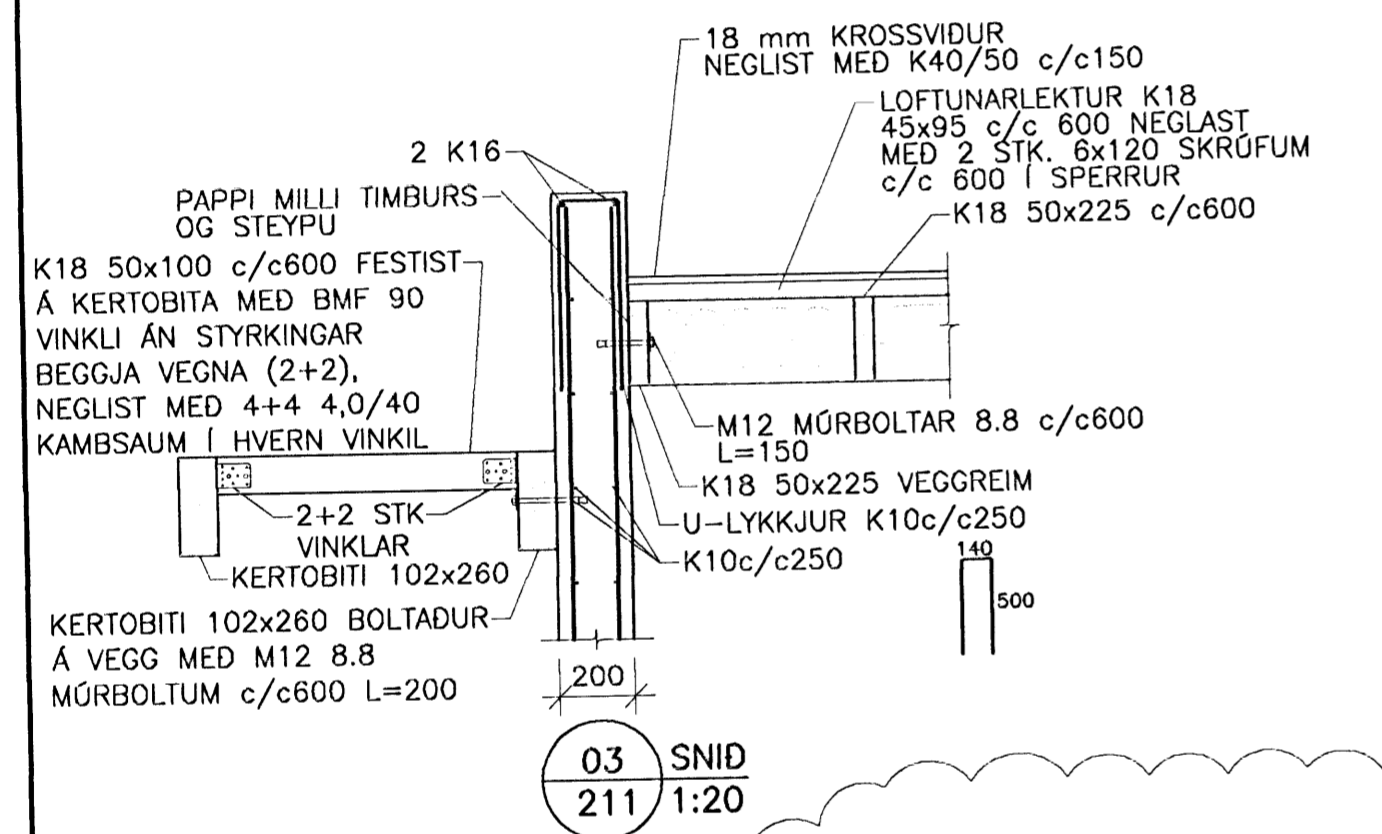 18 mm KROSSVIÐUR
NEGLIST MEÐ K40/50 c/c150
LOFTUNARLEKTUR K18
45x95 c/c 600 NEGLAST
MEÐ 2 STK. 6x120 SKRÚFUM
c/c 600 Í SPERRUR
K18 50x225 c/c600
2 K16
PAPPI MILLI TIMBURS
OG STEYPU
K18 50x100 c/c600 FESTIST
Á KERTOBITA MEÐ BMF 90
VINKLI ÁN STYRKINGAR
BEGGJA VEGNA (2+2),
NEGLIST MEÐ 4+4 4,0/40
KAMBSAUM Í HVERN VINKIL
M12 MÚRBOLTAR 8.8 c/c600
L=150
K18 50x225 VEGGREIM
U-LYKKJUR K10c/c250
K10c/c250
2+2 STK
VINKLAR
KERTOBITI 102x260
KERTOBITI 102x260 BOLTAÐUR
Á VEGG MEÐ M12 8.8
MÚRBOLTUM c/c600 L=200
140
500
200
03 SNIÐ
211 1:20